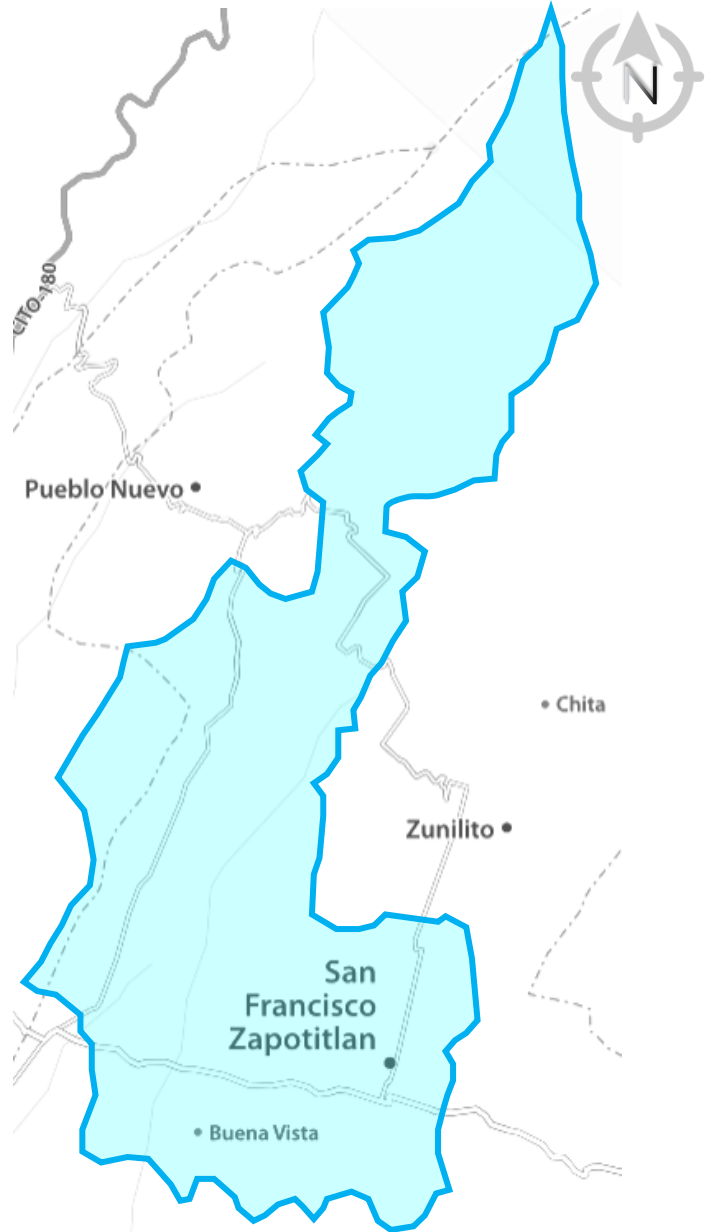 N
CITO-180
Pueblo Nuevo
Chita
Zunilito
San
Francisco
Zapotitlan
Buena Vista